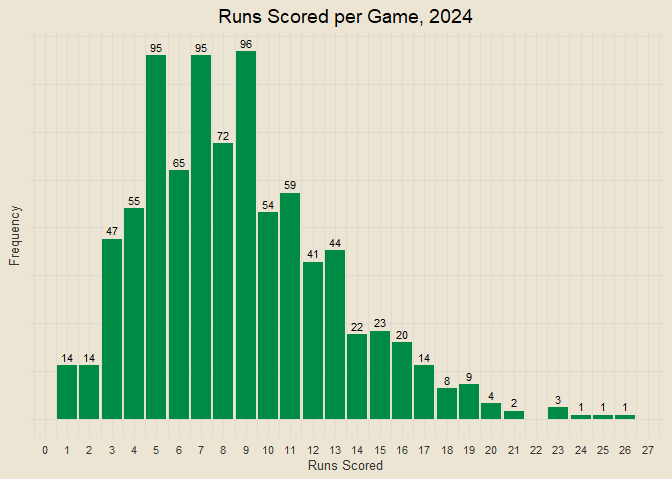 Runs Scored per Game, 2024
Frequency
14 14 47 55 95 65 95 72 96 54 59 41 44 22 23 20 14 8 9 4 2 3 1 1 1
0 1 2 3 4 5 6 7 8 9 10 11 12 13 14 15 16 17 18 19 20 21 22 23 24 25 26 27
Runs Scored